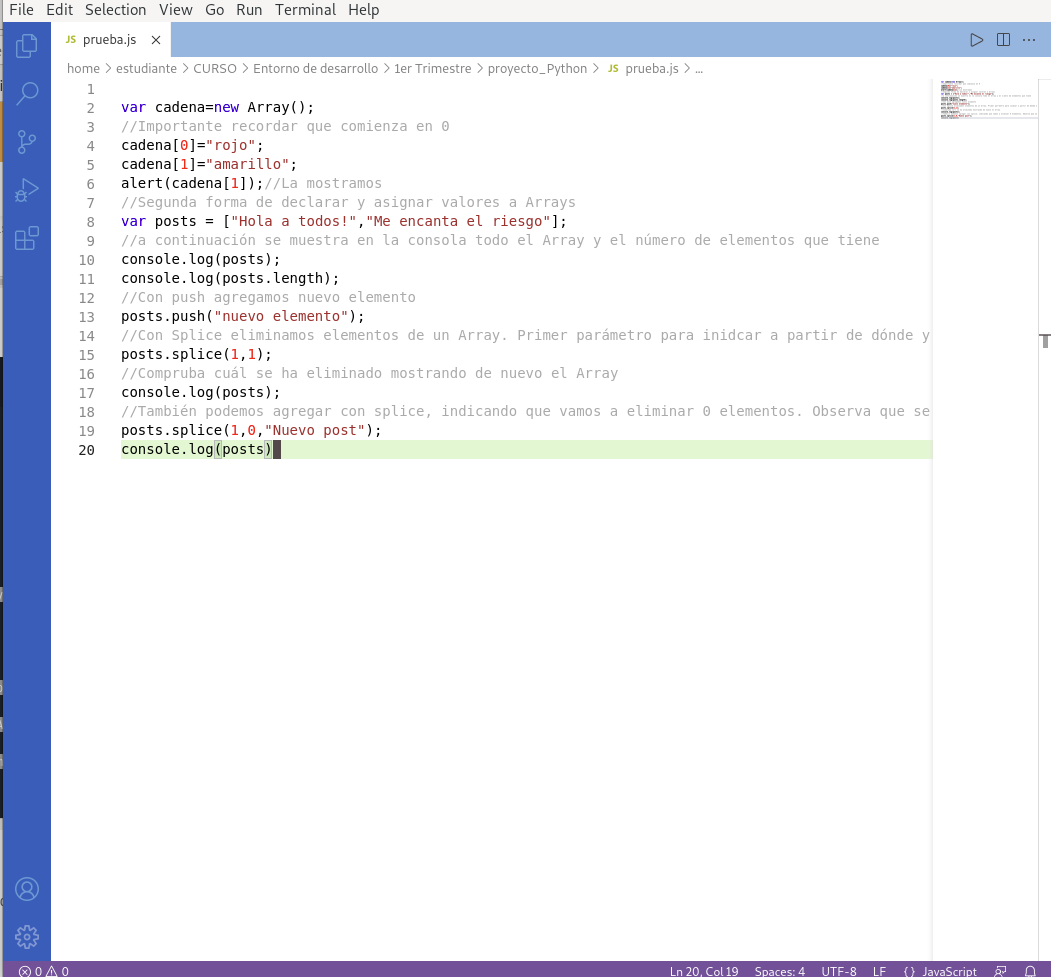 File Edit Selection View Go Run Terminal Help
JS prueba.js ×
home > estudiante > CURSO > Entorno de desarrollo > 1er Trimestre > proyecto_Python > JS prueba.js > ...
1
2 var cadena=new Array();
3 //Importante recordar que comienza en 0
4 cadena[0]="rojo";
5 cadena[1]="amarillo";
6 alert(cadena[1]);//La mostramos
7 //Segunda forma de declarar y asignar valores a Arrays
8 var posts = ["Hola a todos!","Me encanta el riesgo"];
9 //a continuación se muestra en la consola todo el Array y el número de elementos que tiene
10 console.log(posts);
11 console.log(posts.length);
12 //Con push agregamos nuevo elemento
13 posts.push("nuevo elemento");
14 //Con Splice eliminamos elementos de un Array. Primer parámetro para inidcar a partir de dónde y
15 posts.splice(1,1);
16 //Compruba cuál se ha eliminado mostrando de nuevo el Array
17 console.log(posts);
18 //También podemos agregar con splice, indicando que vamos a eliminar 0 elementos. Observa que se
19 posts.splice(1,0,"Nuevo post");
20 console.log(posts)
0 0 Ln 20, Col 19 Spaces: 4 UTF-8 LF {} JavaScript